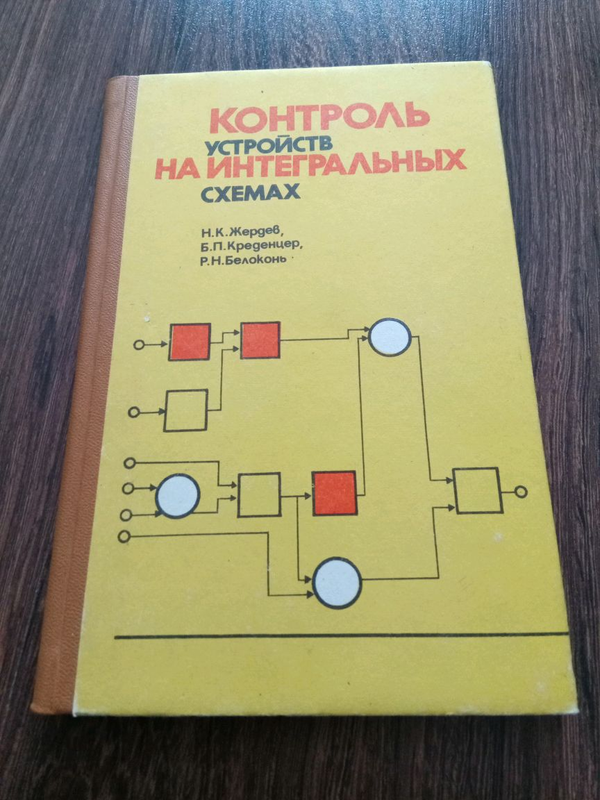 КОНТРОЛЬ
УСТРОЙСТВ
НА ИНТЕГРАЛЬНЫХ
СХЕМАХ
Н.К.Жердев,
Б.П.Креденцер,
Р.Н.Белоконь